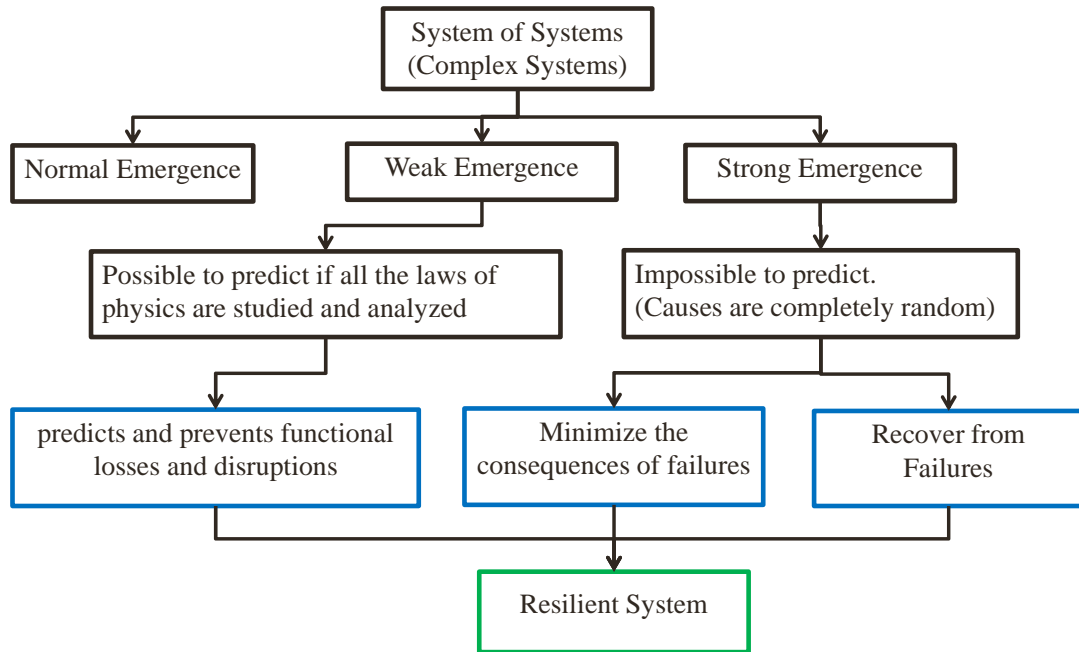 System of Systems
(Complex Systems)
Normal Emergence
Weak Emergence
Strong Emergence
Possible to predict if all the laws of
physics are studied and analyzed
Impossible to predict.
(Causes are completely random)
predicts and prevents functional
losses and disruptions
Minimize the
consequences of failures
Recover from
Failures
Resilient System